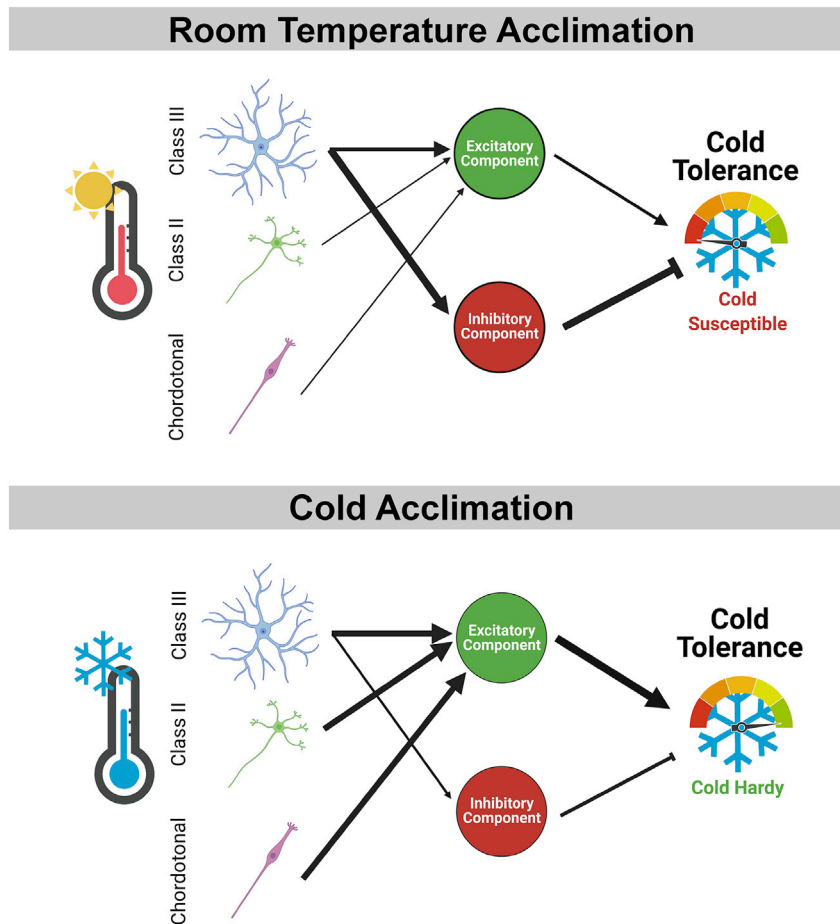 Room Temperature Acclimation
Class III
Class II
Chordotonal
Excitatory
Component
Inhibitory
Component
Cold
Tolerance
Cold
Susceptible
Cold Acclimation
Class III
Class II
Chordotonal
Excitatory
Component
Inhibitory
Component
Cold
Tolerance
Cold Hardy